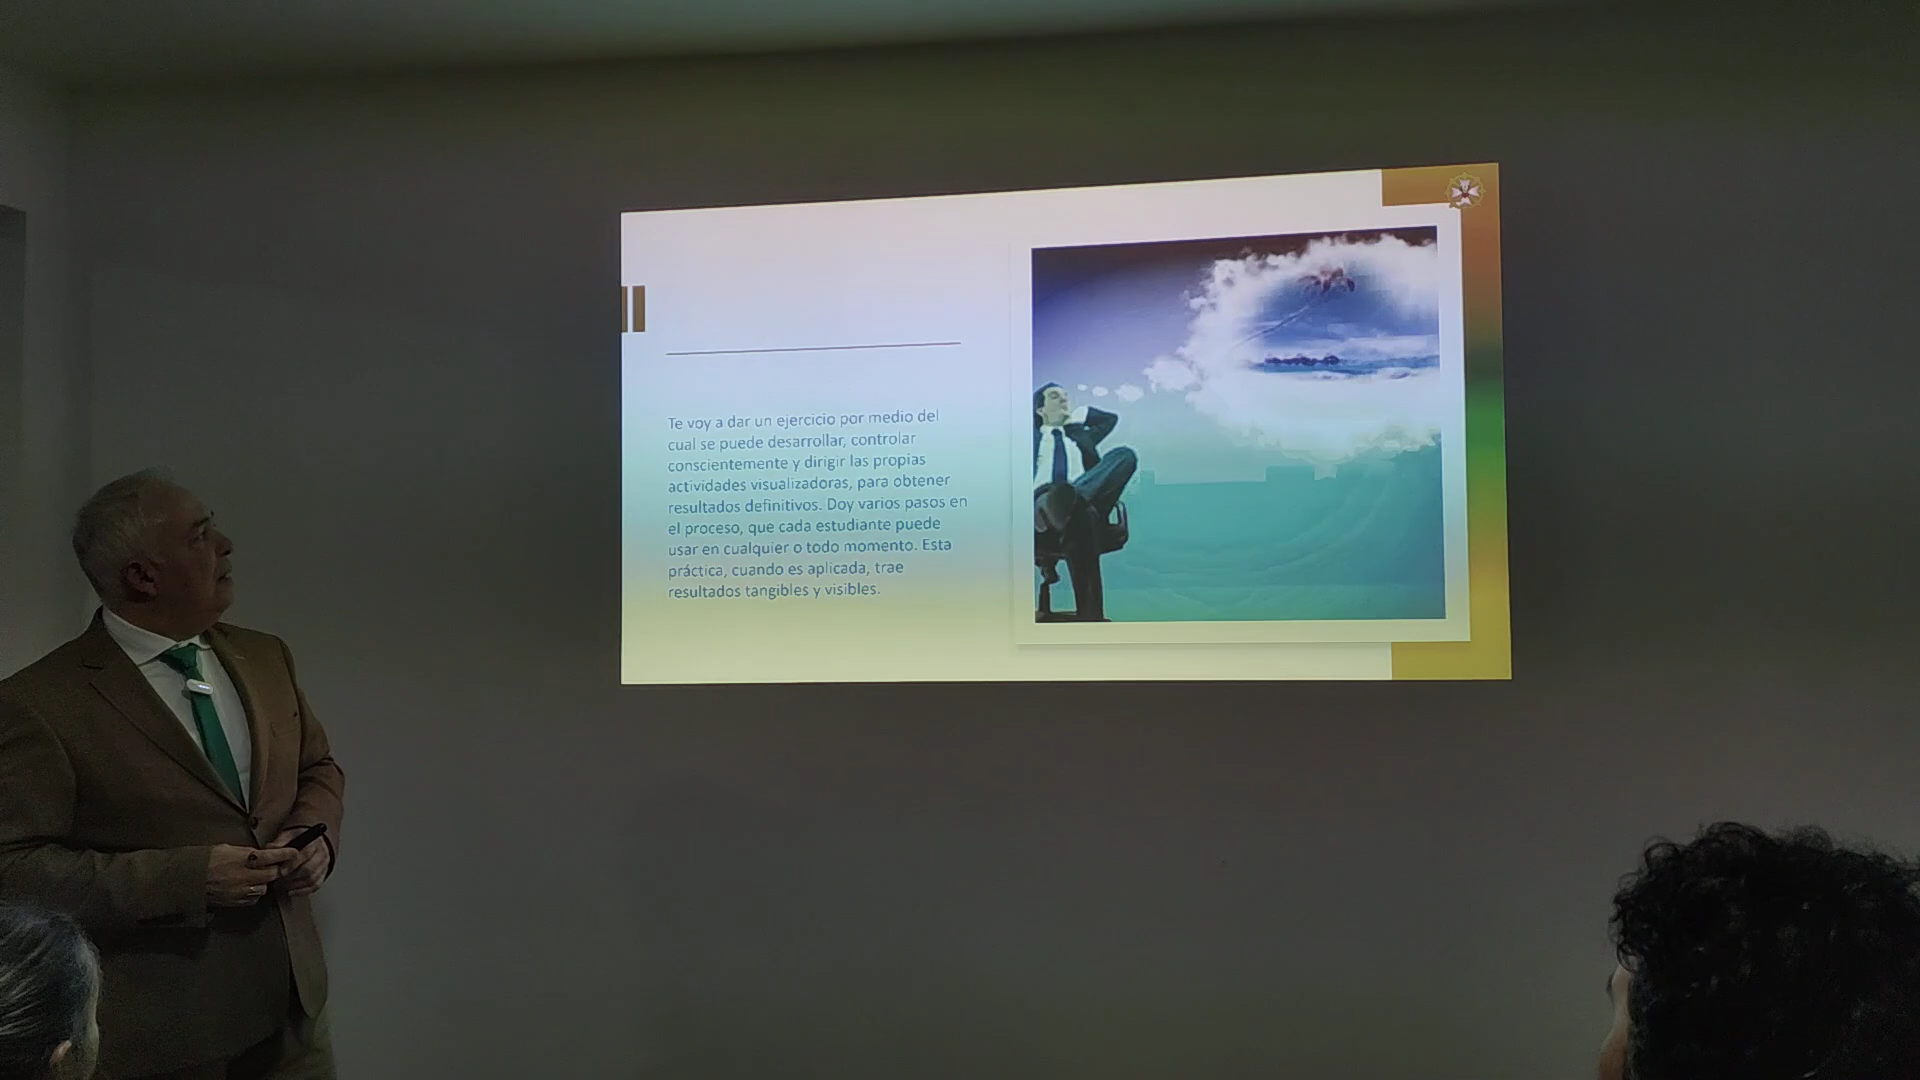 Te voy a dar un ejercicio por medio del
cual se puede desarrollar, controlar
conscientemente y dirigir las propias
actividades visualizadoras, para obtener
resultados definitivos. Doy varios pasos en
el proceso, que cada estudiante puede
usar en cualquier o todo momento. Esta
práctica, cuando es aplicada, trae
resultados tangibles y visibles.